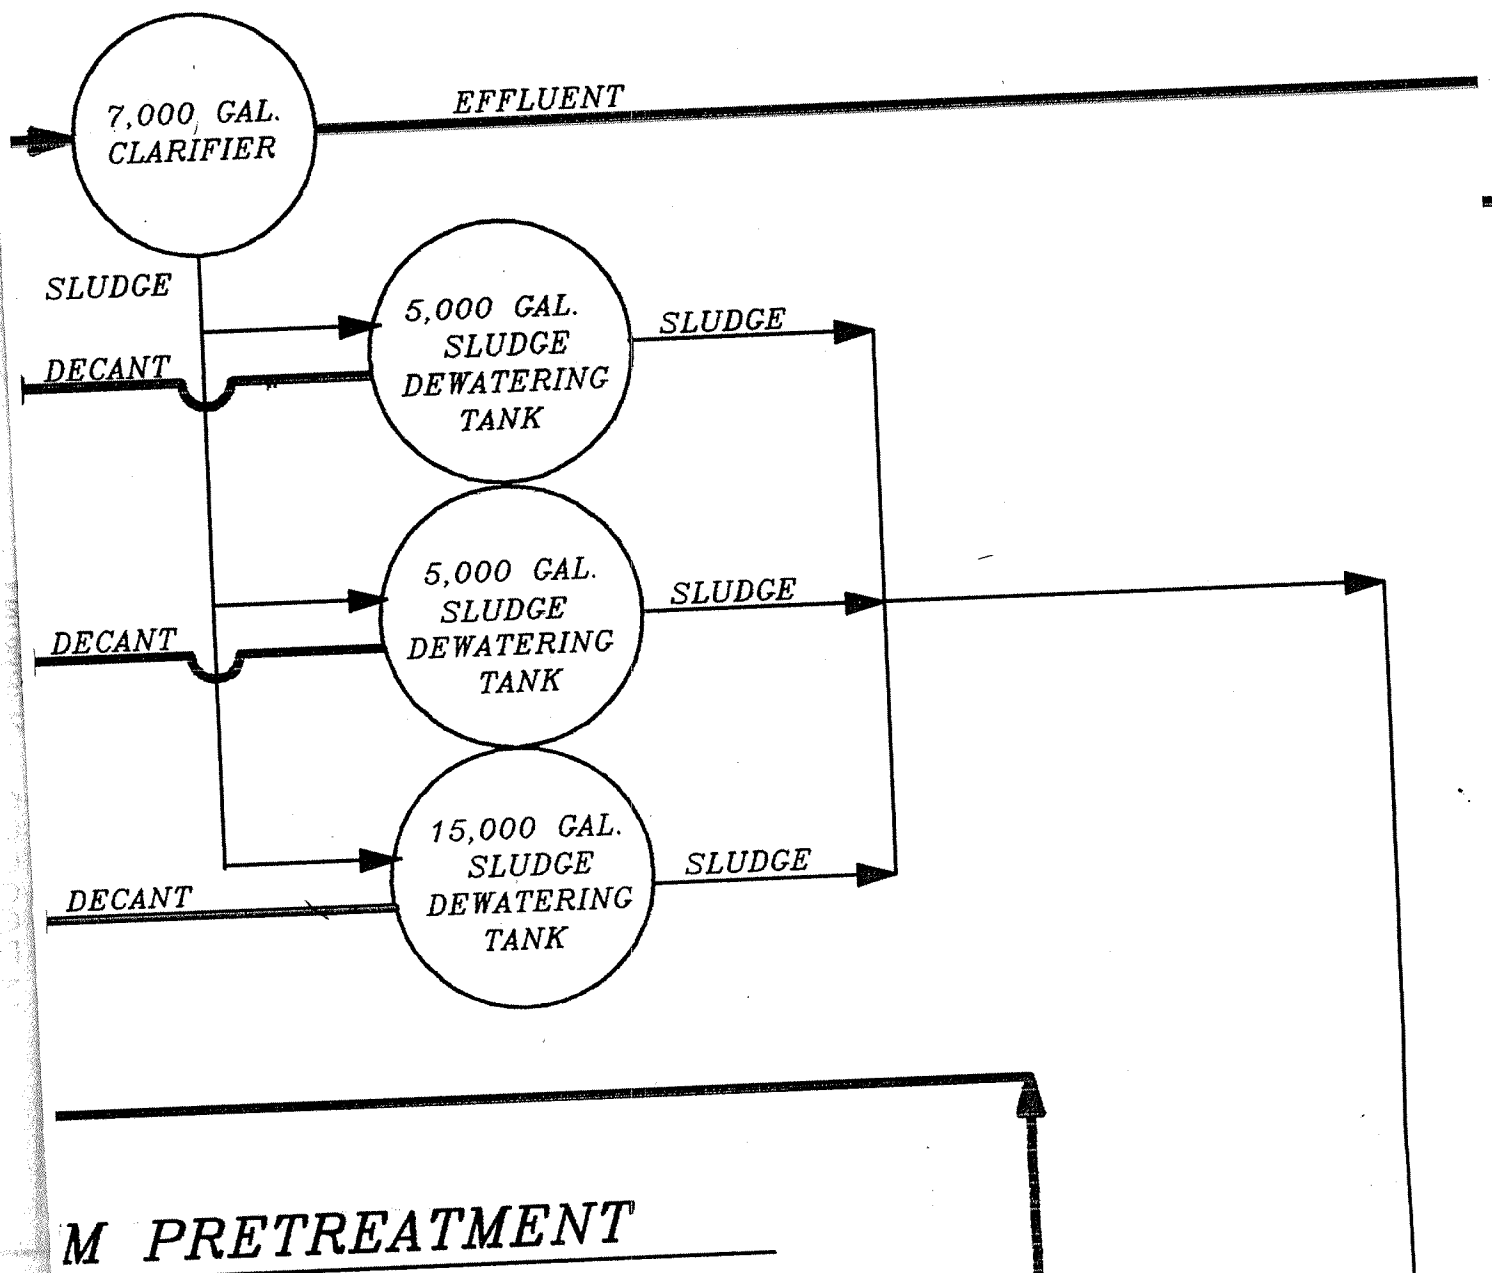 7,000 GAL.
CLARIFIER
EFFLUENT
SLUDGE
5,000 GAL.
SLUDGE
DEWATERING
TANK
SLUDGE
DECANT
5,000 GAL.
SLUDGE
DEWATERING
TANK
SLUDGE
DECANT
15,000 GAL.
SLUDGE
DEWATERING
TANK
SLUDGE
DECANT
M PRETREATMENT